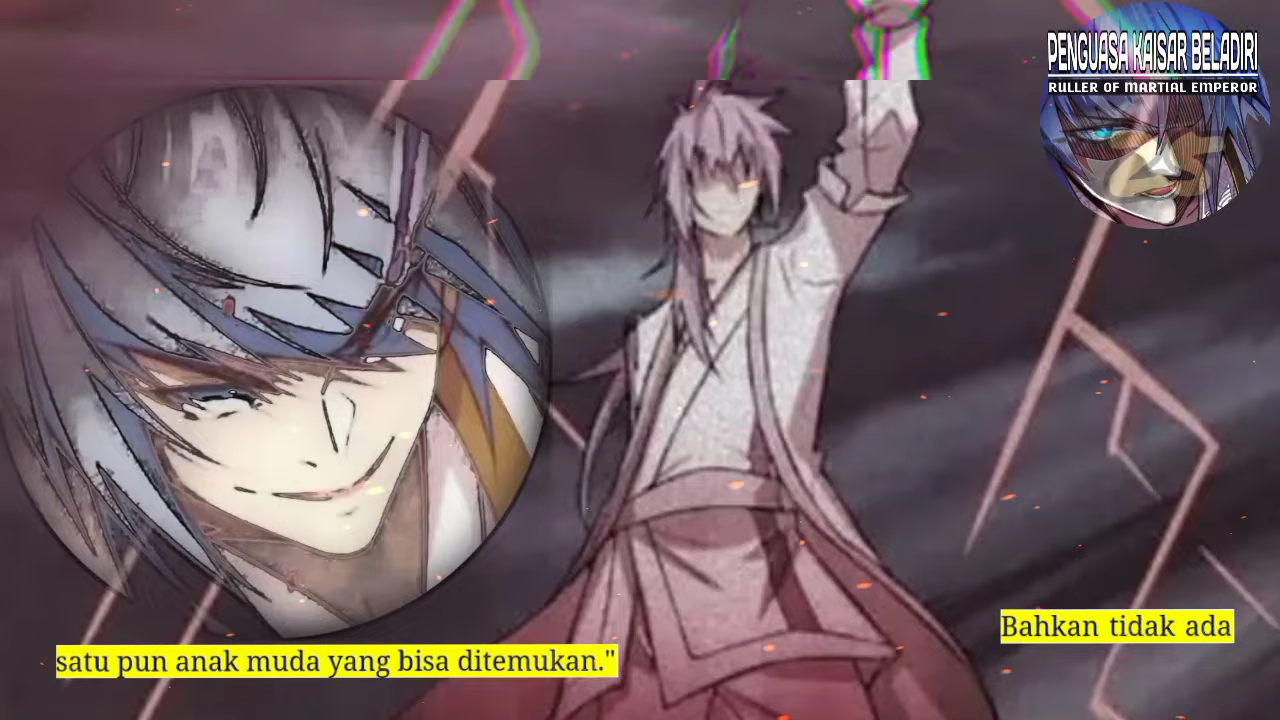 PENGUASA KAISAR BELADIRI
RULLER OF MARTIAL EMPEROR
Bahkan tidak ada
satu pun anak muda yang bisa ditemukan."